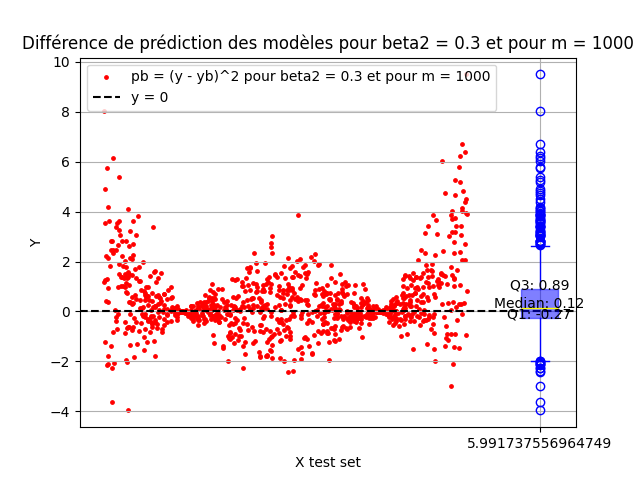 Différence de prédiction des modèles pour beta2 = 0.3 et pour m = 1000
pb = (y - yb)^2 pour beta2 = 0.3 et pour m = 1000
y = 0
10
8
6
4
2
0
−2
−4
Y
Q3: 0.89
Median: 0.12
Q1: -0.27
5.991737556964749
X test set